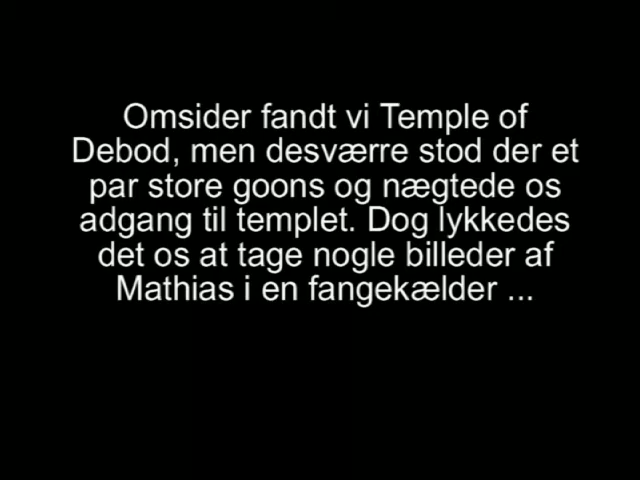 Omsider fandt vi Temple of
Debod, men desværre stod der et
par store goons og nægtede os
adgang til templet. Dog lykkedes
det os at tage nogle billeder af
Mathias i en fangekælder ...